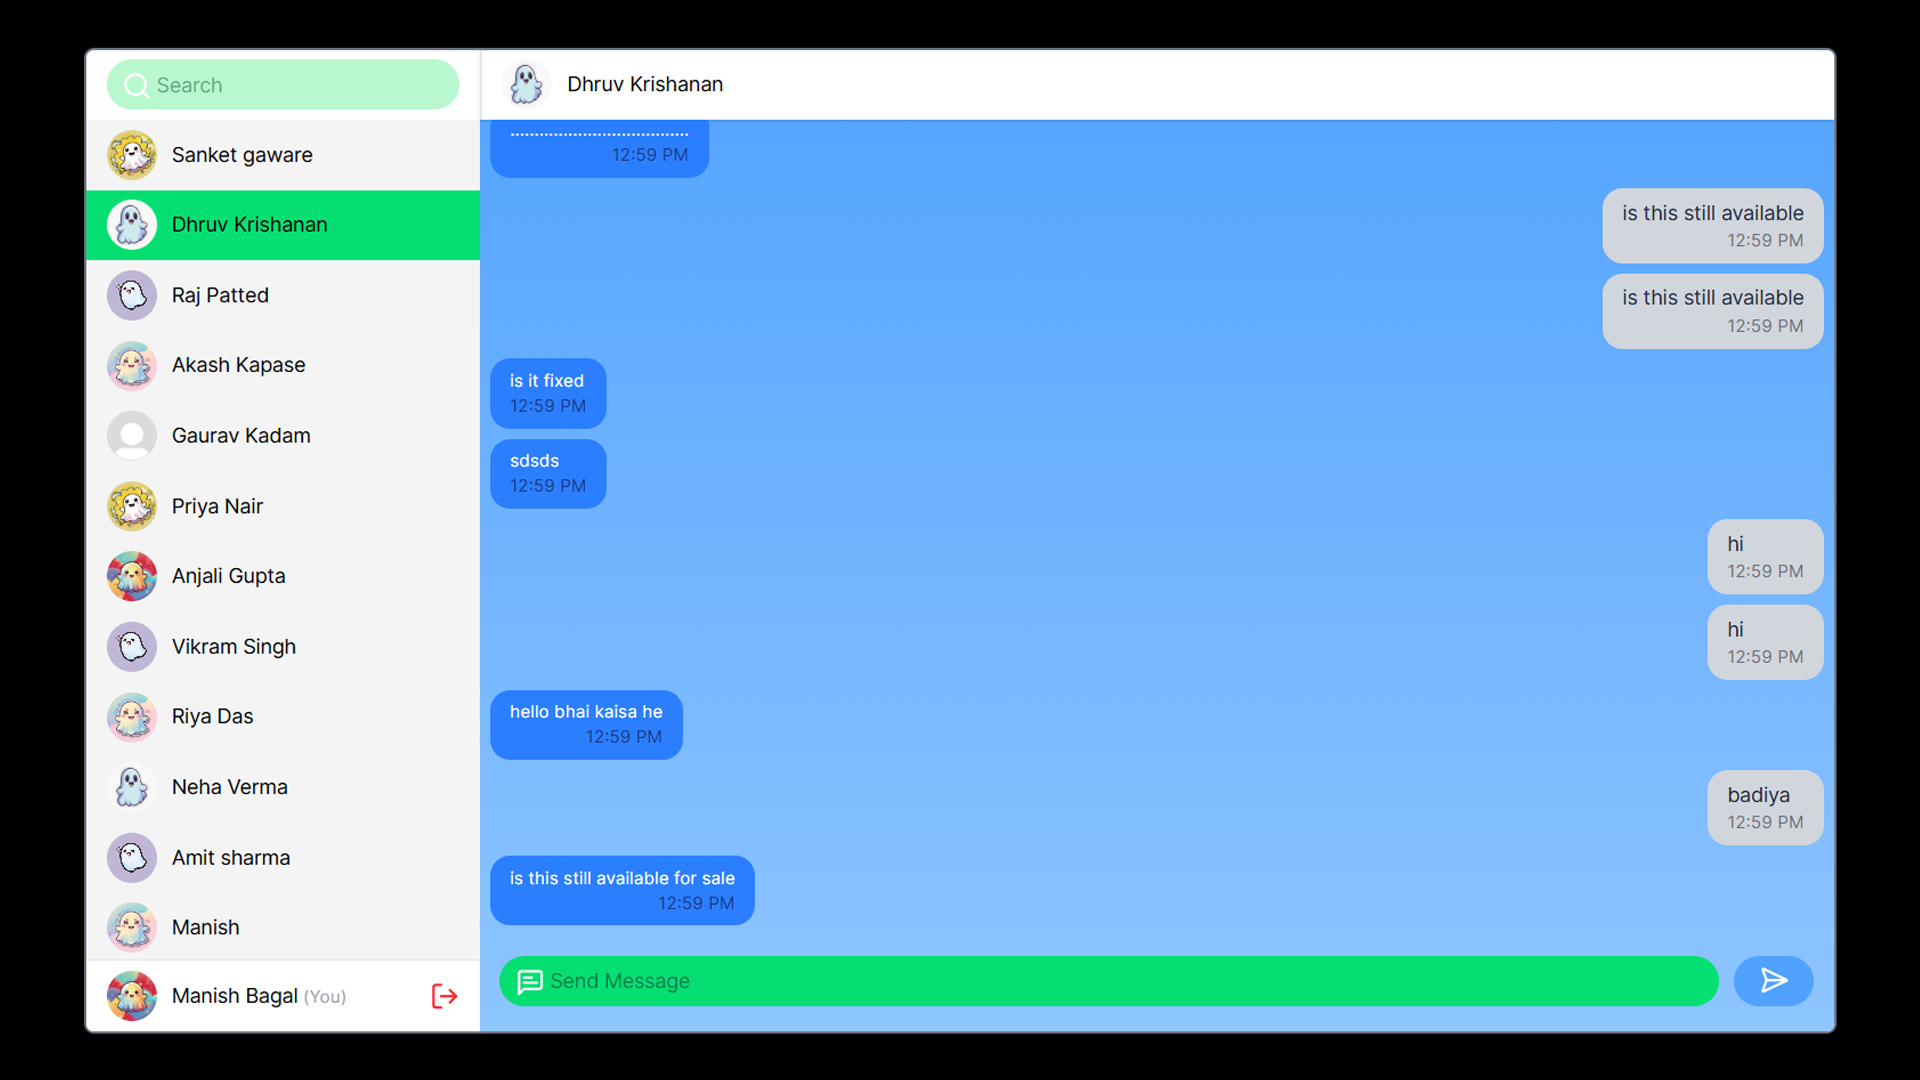 Search
Sanket gaware
Dhruv Krishanan
Raj Patted
Akash Kapase
Gaurav Kadam
Priya Nair
Anjali Gupta
Vikram Singh
Riya Das
Neha Verma
Amit sharma
Manish
Manish Bagal (You)
Dhruv Krishanan
.....................................
12:59 PM
is this still available
12:59 PM
is this still available
12:59 PM
is it fixed
12:59 PM
sdsds
12:59 PM
hi
12:59 PM
hi
12:59 PM
hello bhai kaisa he
12:59 PM
badiya
12:59 PM
is this still available for sale
12:59 PM
Send Message